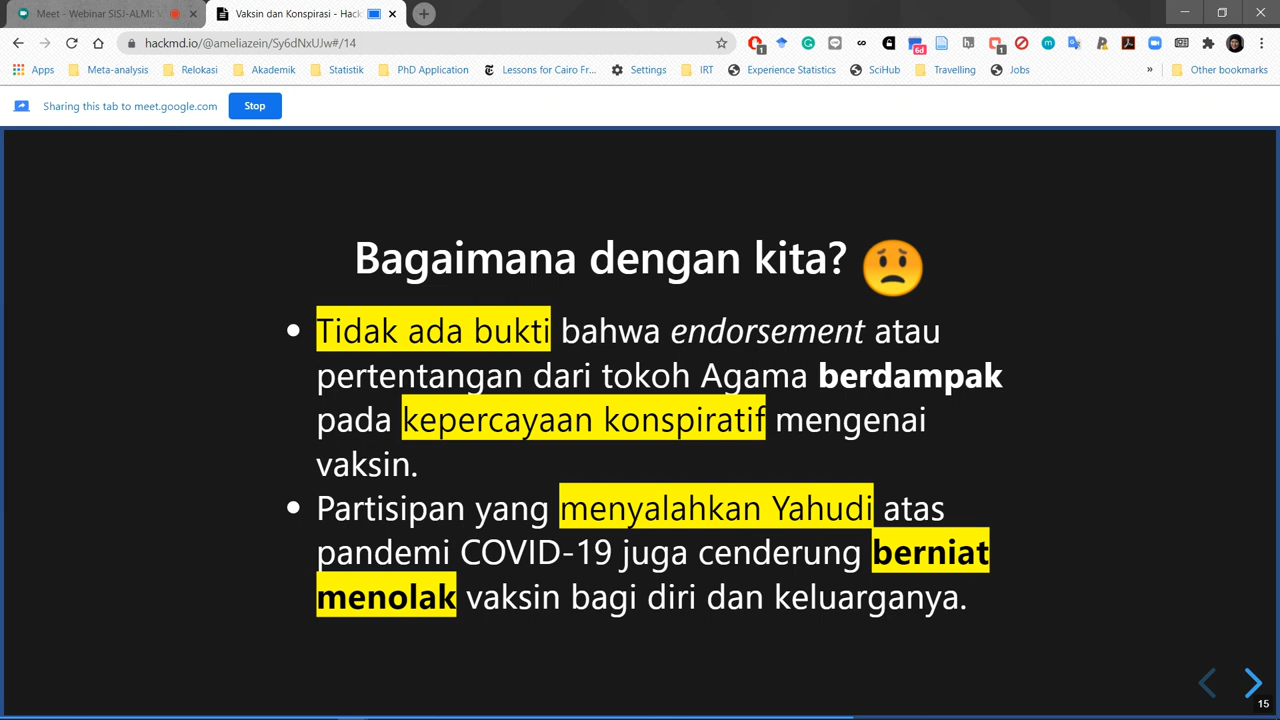 Meet - Webinar SISJ-ALMI: V
Vaksin dan Konspirasi - Hack
hackmd.io/@ameliazein/Sy6dNxUJw#/14
1
6d
1
Apps
Meta-analysis
Relokasi
Akademik
Statistik
PhD Application
Lessons for Cairo Fr...
Settings
IRT
Experience Statistics
SciHub
Travelling
Jobs
»
Other bookmarks
Sharing this tab to meet.google.com
Stop
Bagaimana dengan kita?
• Tidak ada bukti bahwa endorsement atau
pertentangan dari tokoh Agama berdampak
pada kepercayaan konspiratif mengenai
vaksin.
• Partisipan yang menyalahkan Yahudi atas
pandemi COVID-19 juga cenderung berniat
menolak vaksin bagi diri dan keluarganya.
15